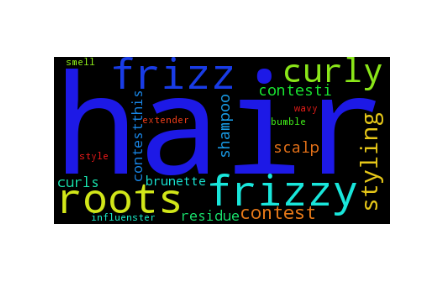 smell
frizz
curly
contesti
hair
contestthis
shampoo
wavy
extender
bumble
styling
style
scalp
curls
brunette
roots
frizzy
influenster
residue
contest